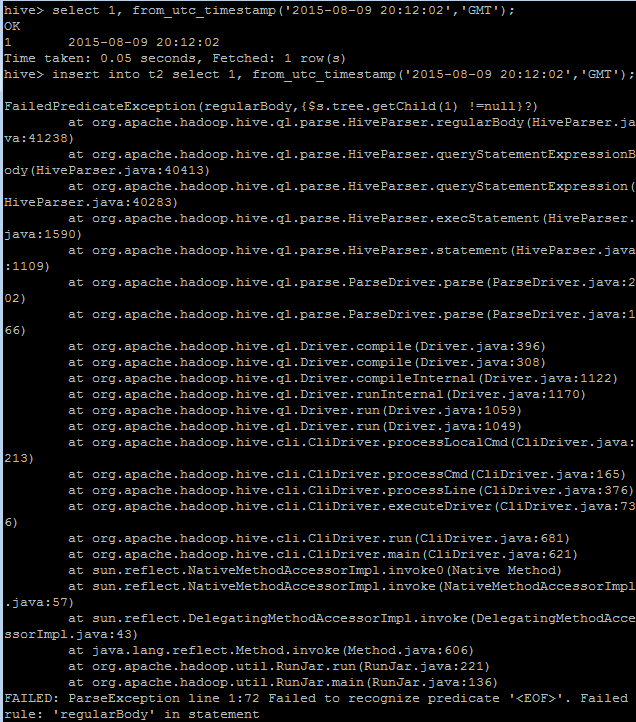 hive> select 1, from_utc_timestamp('2015-08-09 20:12:02','GMT');
OK
1       2015-08-09 20:12:02
Time taken: 0.05 seconds, Fetched: 1 row(s)
hive> insert into t2 select 1, from_utc_timestamp('2015-08-09 20:12:02','GMT');
FailedPredicateException(regularBody,{$s.tree.getChild(1) !=null}?)
        at org.apache.hadoop.hive.ql.parse.HiveParser.regularBody(HiveParser.ja
va:41238)
        at org.apache.hadoop.hive.ql.parse.HiveParser.queryStatementExpressionB
ody(HiveParser.java:40413)
        at org.apache.hadoop.hive.ql.parse.HiveParser.queryStatementExpression(
HiveParser.java:40283)
        at org.apache.hadoop.hive.ql.parse.HiveParser.execStatement(HiveParser.
java:1590)
        at org.apache.hadoop.hive.ql.parse.HiveParser.statement(HiveParser.java
:1109)
        at org.apache.hadoop.hive.ql.parse.ParseDriver.parse(ParseDriver.java:2
02)
        at org.apache.hadoop.hive.ql.parse.ParseDriver.parse(ParseDriver.java:1
66)
        at org.apache.hadoop.hive.ql.Driver.compile(Driver.java:396)
        at org.apache.hadoop.hive.ql.Driver.compile(Driver.java:308)
        at org.apache.hadoop.hive.ql.Driver.compileInternal(Driver.java:1122)
        at org.apache.hadoop.hive.ql.Driver.runInternal(Driver.java:1170)
        at org.apache.hadoop.hive.ql.Driver.run(Driver.java:1059)
        at org.apache.hadoop.hive.ql.Driver.run(Driver.java:1049)
        at org.apache.hadoop.hive.cli.CliDriver.processLocalCmd(CliDriver.java:
213)
        at org.apache.hadoop.hive.cli.CliDriver.processCmd(CliDriver.java:165)
        at org.apache.hadoop.hive.cli.CliDriver.processLine(CliDriver.java:376)
        at org.apache.hadoop.hive.cli.CliDriver.executeDriver(CliDriver.java:73
6)
        at org.apache.hadoop.hive.cli.CliDriver.run(CliDriver.java:681)
        at org.apache.hadoop.hive.cli.CliDriver.main(CliDriver.java:621)
        at sun.reflect.NativeMethodAccessorImpl.invoke0(Native Method)
        at sun.reflect.NativeMethodAccessorImpl.invoke(NativeMethodAccessorImpl
.java:57)
        at sun.reflect.DelegatingMethodAccessorImpl.invoke(DelegatingMethodAcce
ssorImpl.java:43)
        at java.lang.reflect.Method.invoke(Method.java:606)
        at org.apache.hadoop.util.RunJar.run(RunJar.java:221)
        at org.apache.hadoop.util.RunJar.main(RunJar.java:136)
FAILED: ParseException line 1:72 Failed to recognize predicate '<EOF>'. Failed
rule: 'regularBody' in statement